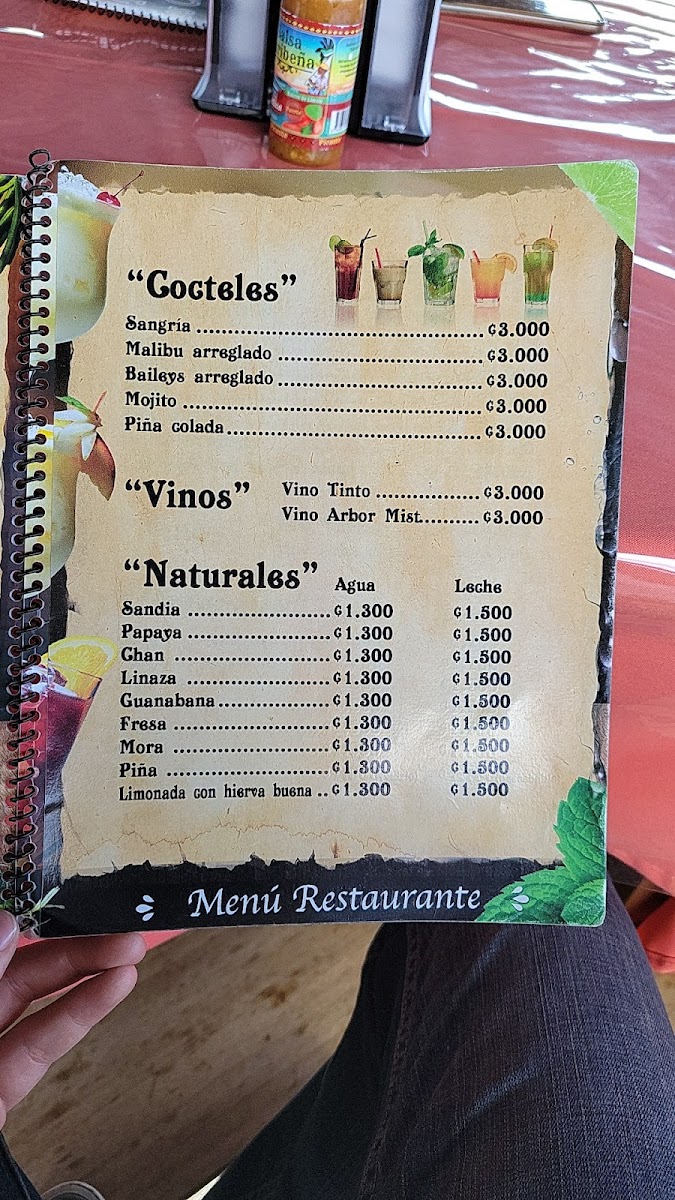 alsa
ribeña
“Cocteles”
Sangría ........ ₡3.000
Malibu arreglado ........ ₡3.000
Baileys arreglado ........ ₡3.000
Mojito ........ ₡3.000
Piña colada ........ ₡3.000
“Vinos”
Vino Tinto ........ ₡3.000
Vino Arbor Mist ........ ₡3.000
“Naturales” Agua Leche
Sandia ........ ₡1.300 ₡1.500
Papaya ........ ₡1.300 ₡1.500
Chan ........ ₡1.300 ₡1.500
Linaza ........ ₡1.300 ₡1.500
Guanabana ........ ₡1.300 ₡1.500
Fresa ........ ₡1.300 ₡1.500
Mora ........ ₡1.300 ₡1.500
Piña ........ ₡1.300 ₡1.500
Limonada con hierva buena .. ₡1.300 ₡1.500
Menú Restaurante